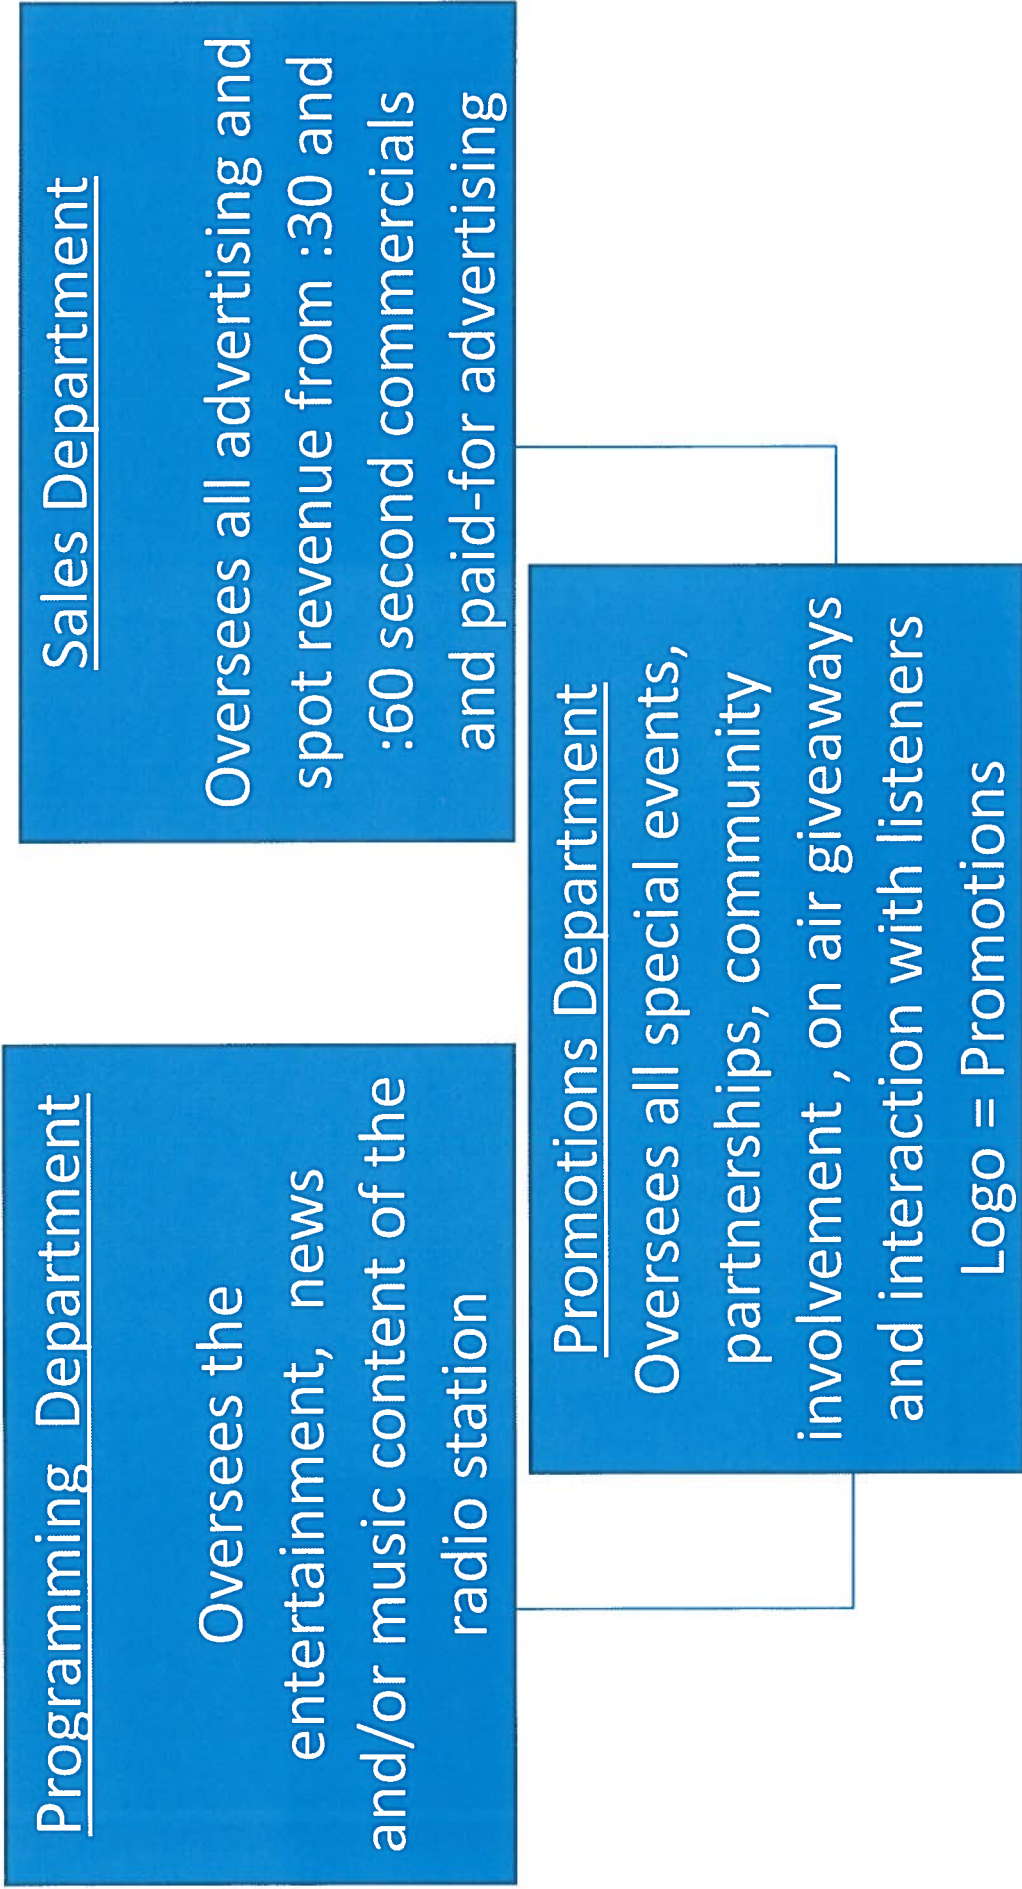 Programming  Department
Oversees the
entertainment, news
and/or music content of the
radio station
Sales Department
Oversees all advertising and
spot revenue from :30 and
:60 second commercials
and paid-for advertising
Promotions Department
Oversees all special events,
partnerships, community
involvement , on air giveaways
and interaction with listeners
Logo = Promotions